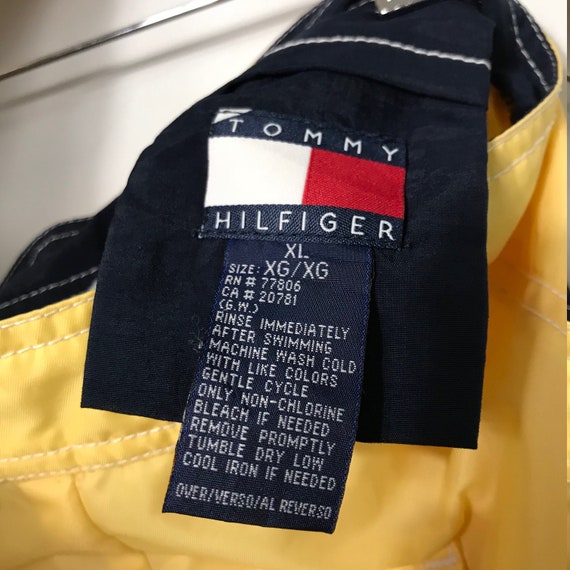 TOMMY
HILFIGER
XL
SIZE: XG/XG
RN # 77806
CA # 20781
(G.W.)
RINSE IMMEDIATELY
AFTER SWIMMING
MACHINE WASH COLD
WITH LIKE COLORS
GENTLE CYCLE
ONLY NON-CHLORINE
BLEACH IF NEEDED
REMOVE PROMPTLY
TUMBLE DRY LOW
COOL IRON IF NEEDED
OVER/VERSO/AL REVERSO